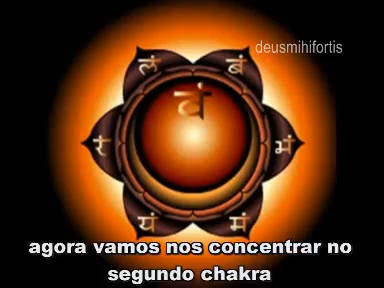 deusmihifortis
लं
बं
वं
रं
भं
यं
मं
agora vamos nos concentrar no
segundo chakra